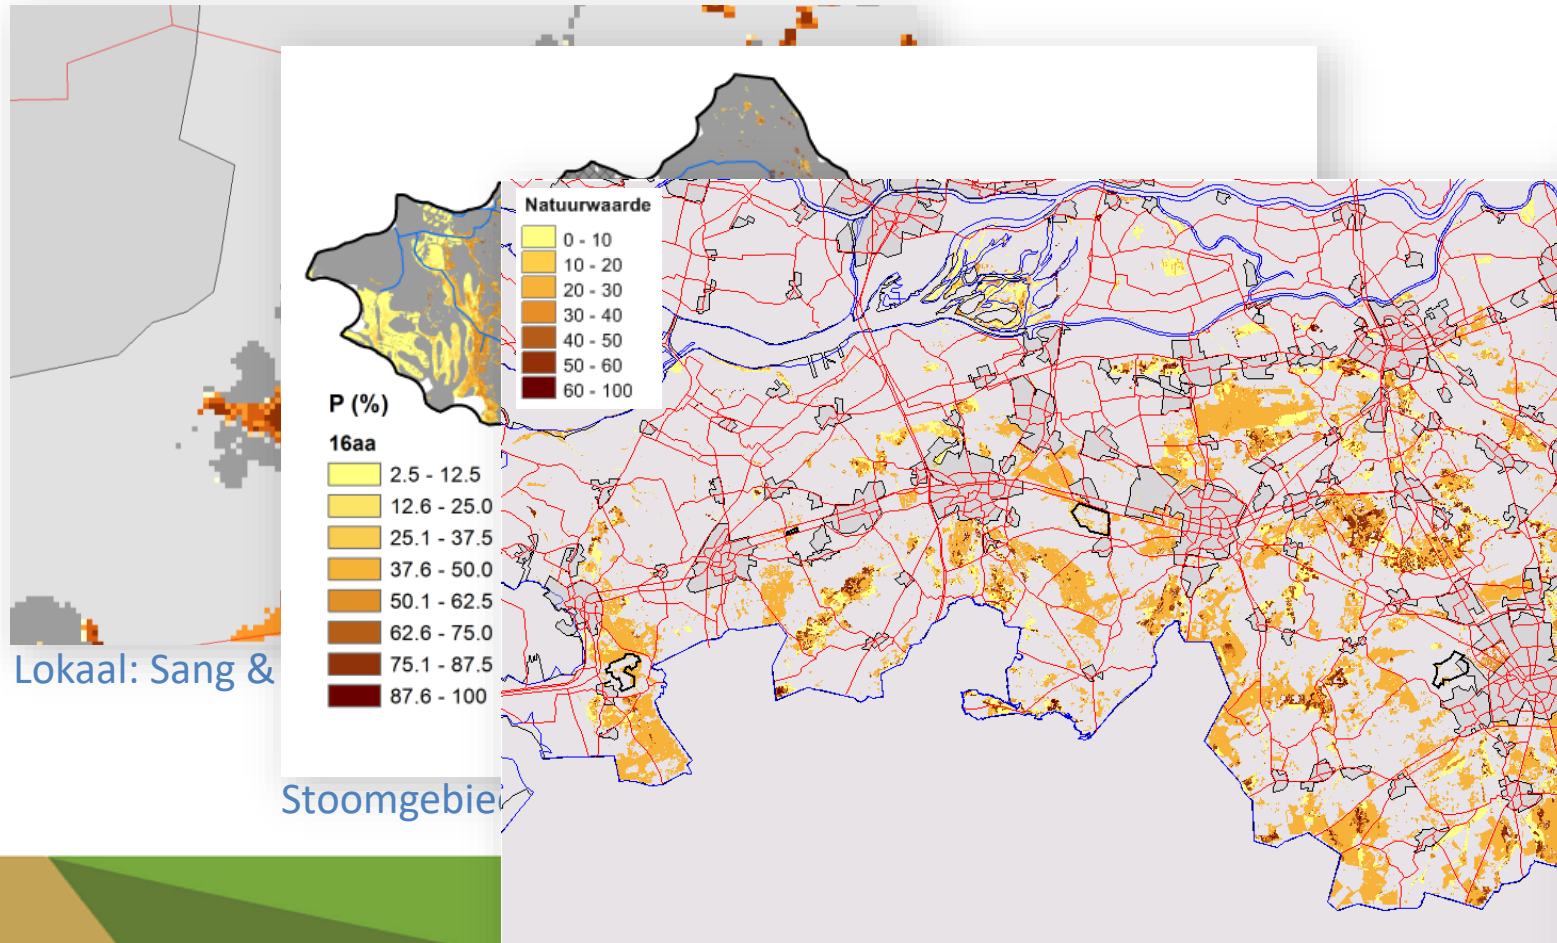 Natuurwaarde
0 - 10
10 - 20
20 - 30
30 - 40
40 - 50
50 - 60
60 - 100
P (%)
16aa
2.5 - 12.5
12.6 - 25.0
25.1 - 37.5
37.6 - 50.0
50.1 - 62.5
62.6 - 75.0
75.1 - 87.5
87.6 - 100
Lokaal: Sang &
Stoomgebie